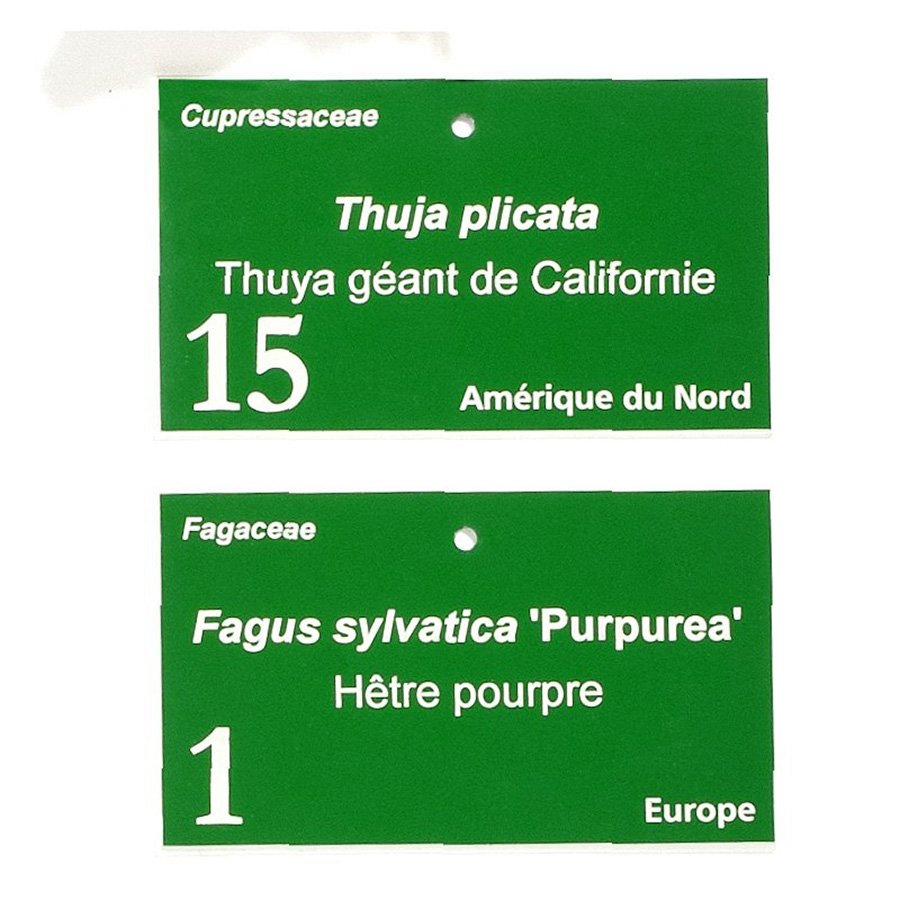 Cupressaceae
Thuja plicata
Thuya géant de Californie
15
Amérique du Nord
Fagaceae
Fagus sylvatica 'Purpurea'
Hêtre pourpre
1
Europe